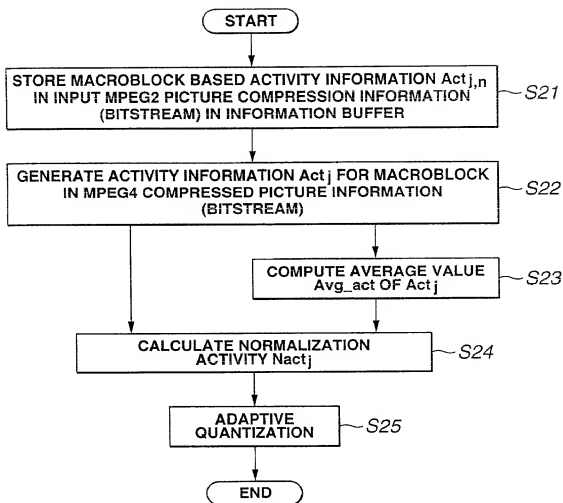 START
STORE MACROBLOCK BASED ACTIVITY INFORMATION Act j,n
IN INPUT MPEG2 PICTURE COMPRESSION INFORMATION
(BITSTREAM) IN INFORMATION BUFFER
S21
GENERATE ACTIVITY INFORMATION Act j FOR MACROBLOCK
IN MPEG4 COMPRESSED PICTURE INFORMATION
(BITSTREAM)
S22
COMPUTE AVERAGE VALUE
Avg_act OF Act j
S23
CALCULATE NORMALIZATION
ACTIVITY Nact j
S24
ADAPTIVE
QUANTIZATION
S25
END